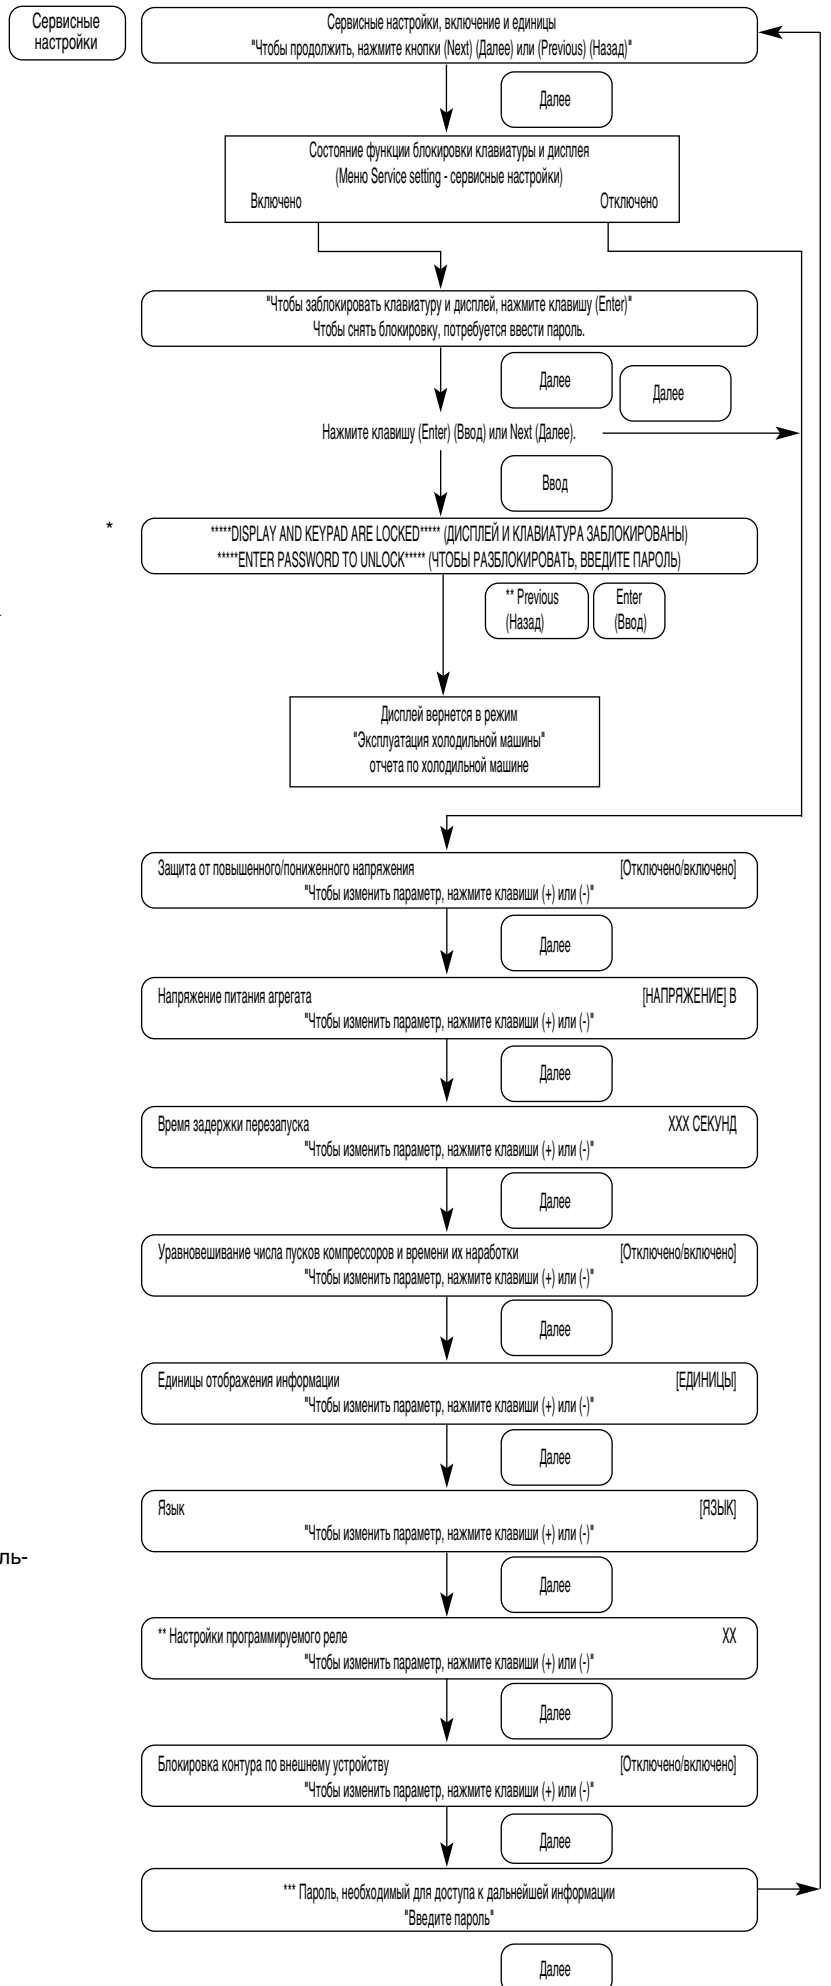 Сервисные
настройки
Сервисные настройки, включение и единицы
"Чтобы продолжить, нажмите кнопки (Next) (Далее) или (Previous) (Назад)"
Далее
Состояние функции блокировки клавиатуры и дисплея
(Меню Service setting - сервисные настройки)
Включено Отключено
"Чтобы заблокировать клавиатуру и дисплей, нажмите клавишу (Enter)"
Чтобы снять блокировку, потребуется ввести пароль.
Далее
Далее
Нажмите клавишу (Enter) (Ввод) или Next (Далее).
Ввод
*
*****DISPLAY AND KEYPAD ARE LOCKED***** (ДИСПЛЕЙ И КЛАВИАТУРА ЗАБЛОКИРОВАНЫ)
*****ENTER PASSWORD TO UNLOCK***** (ЧТОБЫ РАЗБЛОКИРОВАТЬ, ВВЕДИТЕ ПАРОЛЬ)
** Previous
(Назад)
Enter
(Ввод)
Дисплей вернется в режим
"Эксплуатация холодильной машины"
отчета по холодильной машине
Защита от повышенного/пониженного напряжения [Отключено/включено]
"Чтобы изменить параметр, нажмите клавиши (+) или (-)"
Далее
Напряжение питания агрегата [НАПРЯЖЕНИЕ] В
"Чтобы изменить параметр, нажмите клавиши (+) или (-)"
Далее
Время задержки перезапуска XXX СЕКУНД
"Чтобы изменить параметр, нажмите клавиши (+) или (-)"
Далее
Уравновешивание числа пусков компрессоров и времени их наработки [Отключено/включено]
"Чтобы изменить параметр, нажмите клавиши (+) или (-)"
Далее
Единицы отображения информации [ЕДИНИЦЫ]
"Чтобы изменить параметр, нажмите клавиши (+) или (-)"
Далее
Язык [ЯЗЫК]
"Чтобы изменить параметр, нажмите клавиши (+) или (-)"
ль-
Далее
** Настройки программируемого реле XX
"Чтобы изменить параметр, нажмите клавиши (+) или (-)"
Далее
Блокировка контура по внешнему устройству [Отключено/включено]
"Чтобы изменить параметр, нажмите клавиши (+) или (-)"
Далее
*** Пароль, необходимый для доступа к дальнейшей информации
"Введите пароль"
Далее